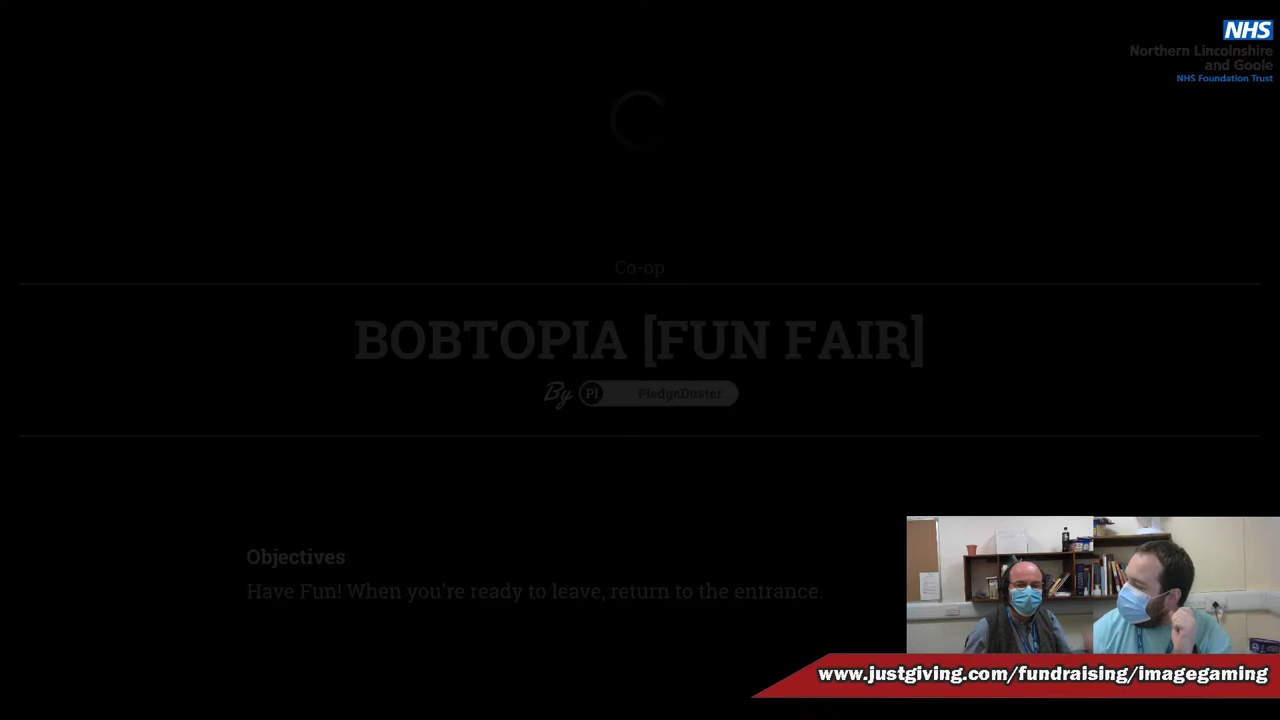 NHS
Northern Lincolnshire
and Goole
NHS Foundation Trust
Co-op
BOBTOPIA [FUN FAIR]
By Pl PledgeDuster
Objectives
Have Fun! When you're ready to leave, return to the entrance.
www.justgiving.com/fundraising/imagegaming